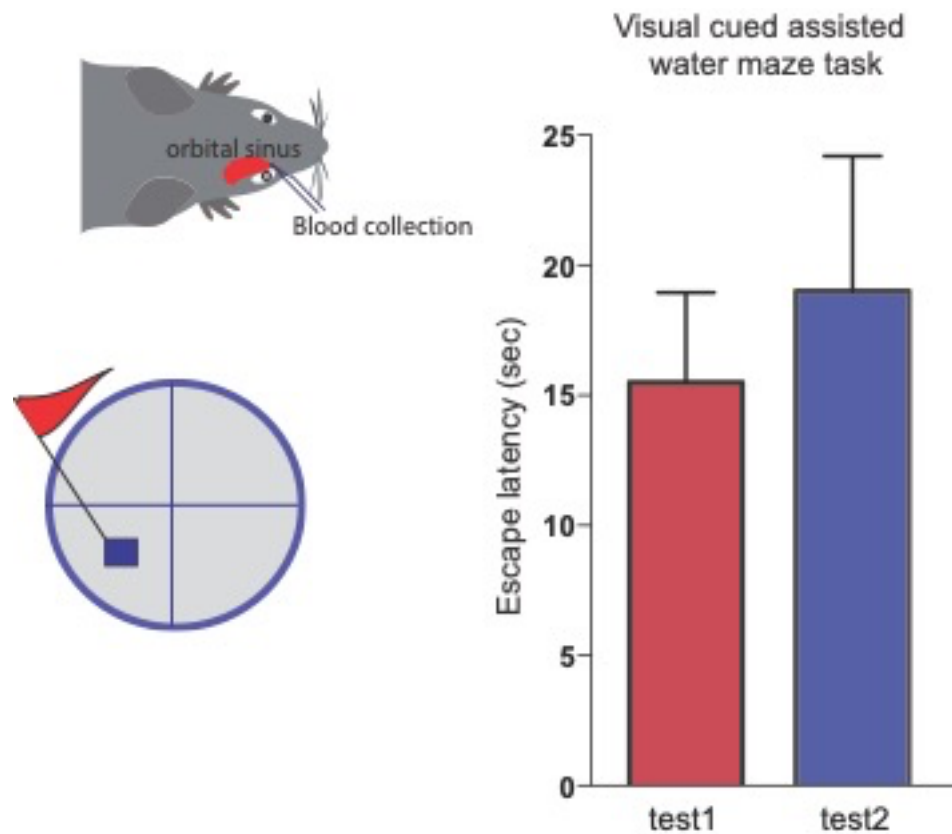 orbital sinus
Blood collection
Visual cued assisted
water maze task
Escape latency (sec)
25
20
15
10
5
0
test1
test2